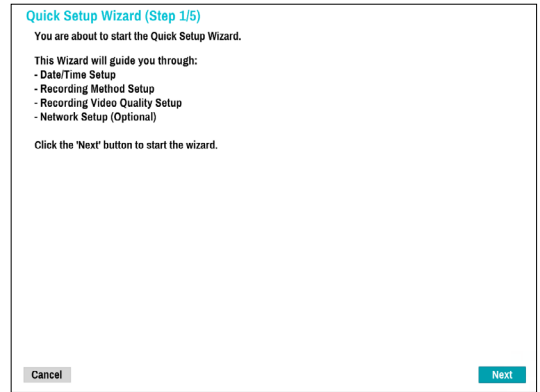 Quick Setup Wizard (Step 1/5)
You are about to start the Quick Setup Wizard.
This Wizard will guide you through:
- Date/Time Setup
- Recording Method Setup
- Recording Video Quality Setup
- Network Setup (Optional)
Click the 'Next' button to start the wizard.
Cancel
Next